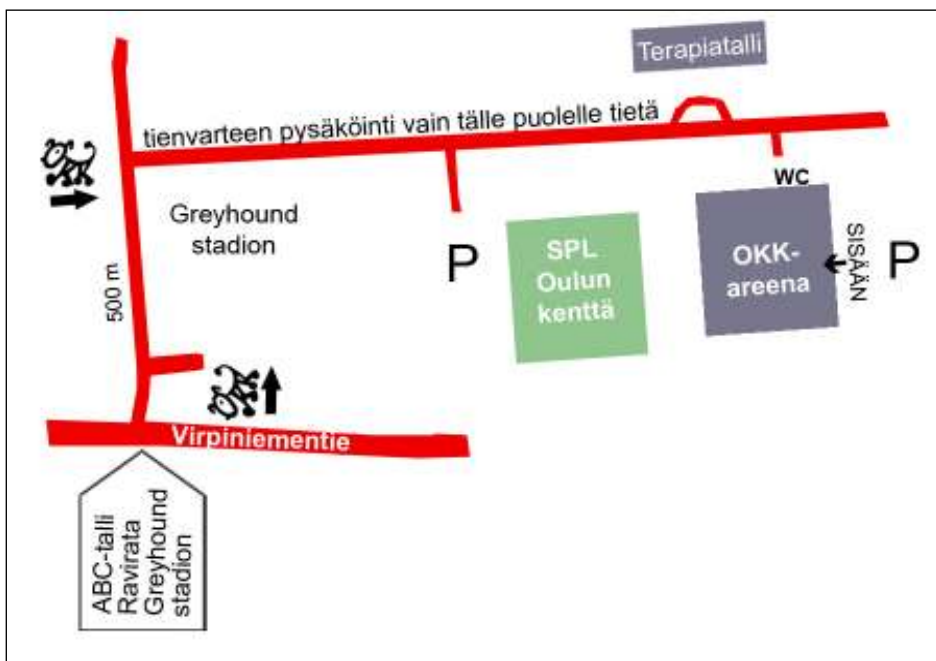 Terapiatalli
tienvarteen pysäköinti vain tälle puolelle tietä
WC
Greyhound
stadion
P
SPL
Oulun
kenttä
OKK-
areena
SISÄÄN
P
500 m
Virpiniementie
ABC-talli
Ravirata
Greyhound
stadion